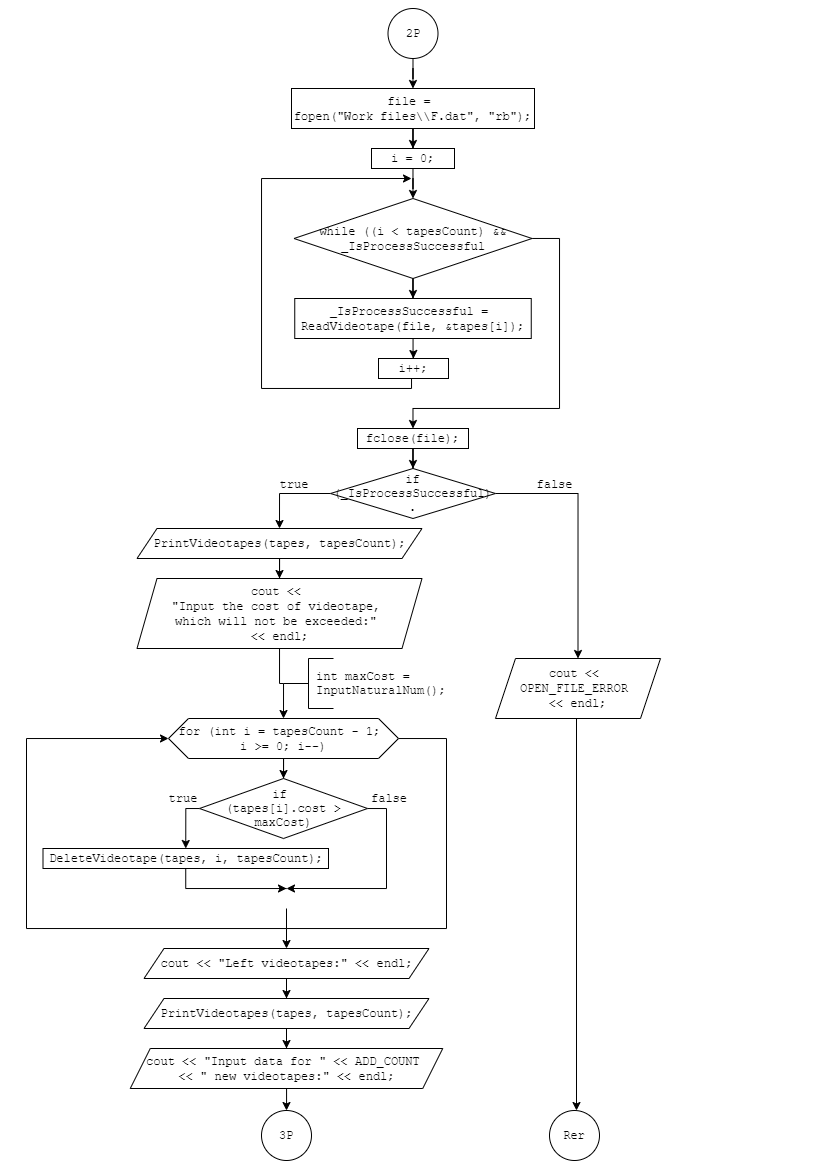 2P
file =
fopen("Work files\\F.dat", "rb");
i = 0;
while ((i < tapesCount) &&
_IsProcessSuccessful
_IsProcessSuccessful =
ReadVideotape(file, &tapes[i]);
i++;
fclose(file);
if
(_IsProcessSuccessful)
.
true
false
PrintVideotapes(tapes, tapesCount);
cout <<
"Input the cost of videotape,
which will not be exceeded:"
<< endl;
int maxCost =
InputNaturalNum();
cout <<
OPEN_FILE_ERROR
<< endl;
for (int i = tapesCount - 1;
i >= 0; i--)
if
(tapes[i].cost >
maxCost)
true
false
DeleteVideotape(tapes, i, tapesCount);
cout << "Left videotapes:" << endl;
PrintVideotapes(tapes, tapesCount);
cout << "Input data for " << ADD_COUNT
<< " new videotapes:" << endl;
3P
Rer